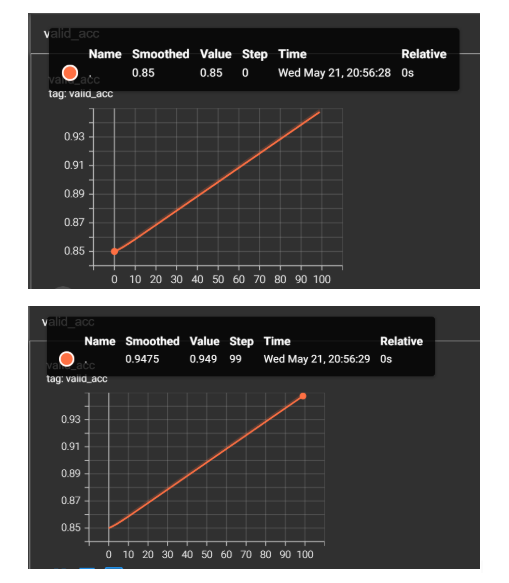 valid_acc
Name Smoothed Value Step Time Relative
. 0.85 0.85 0 Wed May 21, 20:56:28 0s
valid_acc
tag: valid_acc
0.93
0.91
0.89
0.87
0.85
0 10 20 30 40 50 60 70 80 90 100
valid_acc
Name Smoothed Value Step Time Relative
. 0.9475 0.949 99 Wed May 21, 20:56:29 0s
valid_acc
tag: valid_acc
0.93
0.91
0.89
0.87
0.85
0 10 20 30 40 50 60 70 80 90 100